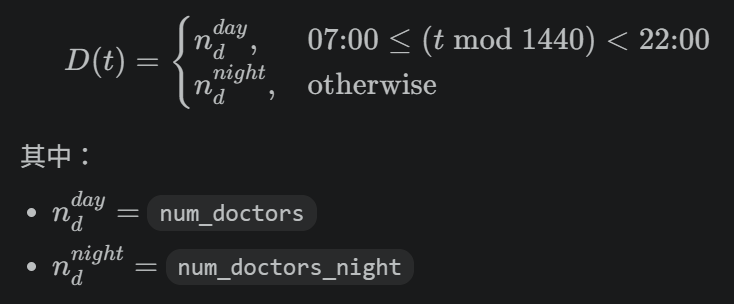 D(t) = { n_d^{day}, 07:00 ≤ (t mod 1440) < 22:00
n_d^{night}, otherwise
其中：
• n_d^{day} = num_doctors
• n_d^{night} = num_doctors_night